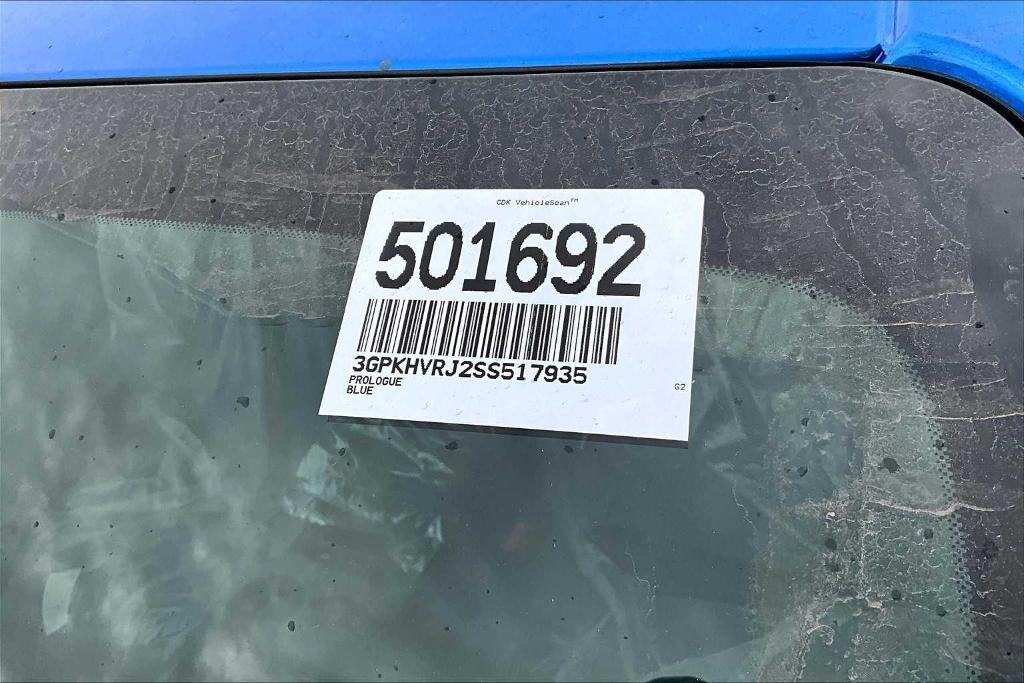 CDK VehicleScan™
501692
3GPKHVRJ2SS517935
PROLOGUE
BLUE
G2